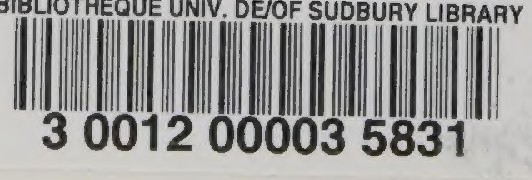 BIBLIOTHEQUE UNIV. DE/OF SUDBURY LIBRARY
3 0012 00003 5831